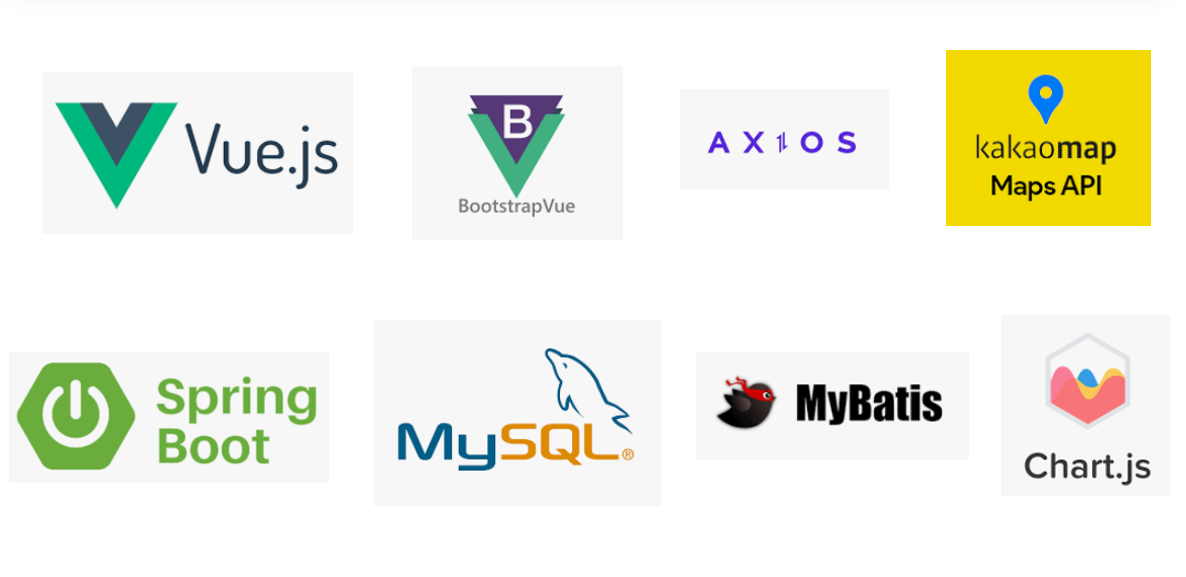 Vue.js
B
BootstrapVue
AXIOS
kakaomap
Maps API
Spring
Boot
MySQL®
MyBatis
Chart.js